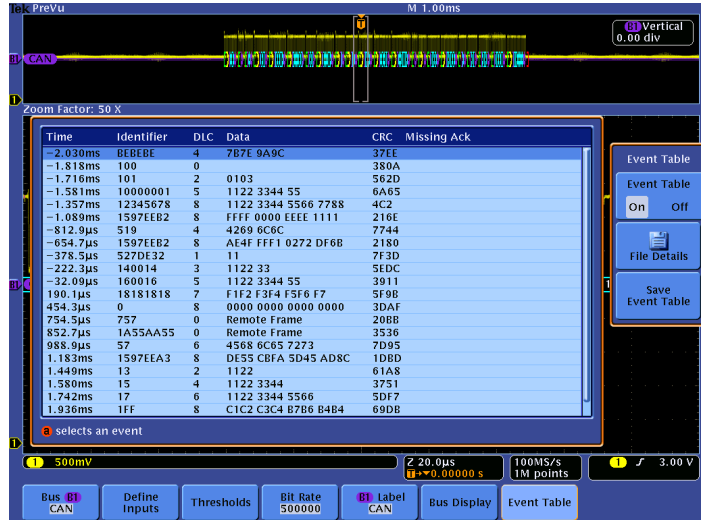 Tek PreVu M 1.00ms
B1 Vertical
0.00 div
B1 CAN
1
Zoom Factor: 50 X
Time Identifier DLC Data CRC Missing Ack
−2.030ms BEBEBE 4 7B7E 9A9C 37EE
−1.818ms 100 0 380A
−1.716ms 101 2 0103 562D
−1.581ms 10000001 5 1122 3344 55 6A65
−1.357ms 12345678 8 1122 3344 5566 7788 4C2
−1.089ms 1597EEB2 8 FFFF 0000 EEEE 1111 216E
−812.9µs 519 4 4269 6C6C 7744
−654.7µs 1597EEB2 8 AE4F FFF1 0272 DF6B 2180
−378.5µs 527DE32 1 11 7F3D
−222.3µs 140014 3 1122 33 5EDC
−32.09µs 160016 5 1122 3344 55 3911
190.1µs 18181818 7 F1F2 F3F4 F5F6 F7 5F9B
454.3µs 0 8 0000 0000 0000 0000 3DAF
754.5µs 757 0 Remote Frame 20BB
852.7µs 1A55AA55 0 Remote Frame 3536
988.9µs 57 6 4568 6C65 7273 7D95
1.183ms 1597EEA3 8 DE55 CBFA 5D45 AD8C 1DBD
1.449ms 13 2 1122 61A8
1.580ms 15 4 1122 3344 3751
1.742ms 17 6 1122 3344 5566 5DF7
1.936ms 1FF 8 C1C2 C3C4 B7B6 B4B4 69DB
a selects an event
Event Table
Event Table
On Off
File Details
Save
Event Table
B1
1
1 500mV
Z 20.0µs
T→▼0.00000 s
100MS/s
1M points
1 3.00 V
Bus B1
CAN
Define
Inputs
Thresholds
Bit Rate
500000
B1 Label
CAN
Bus Display
Event Table